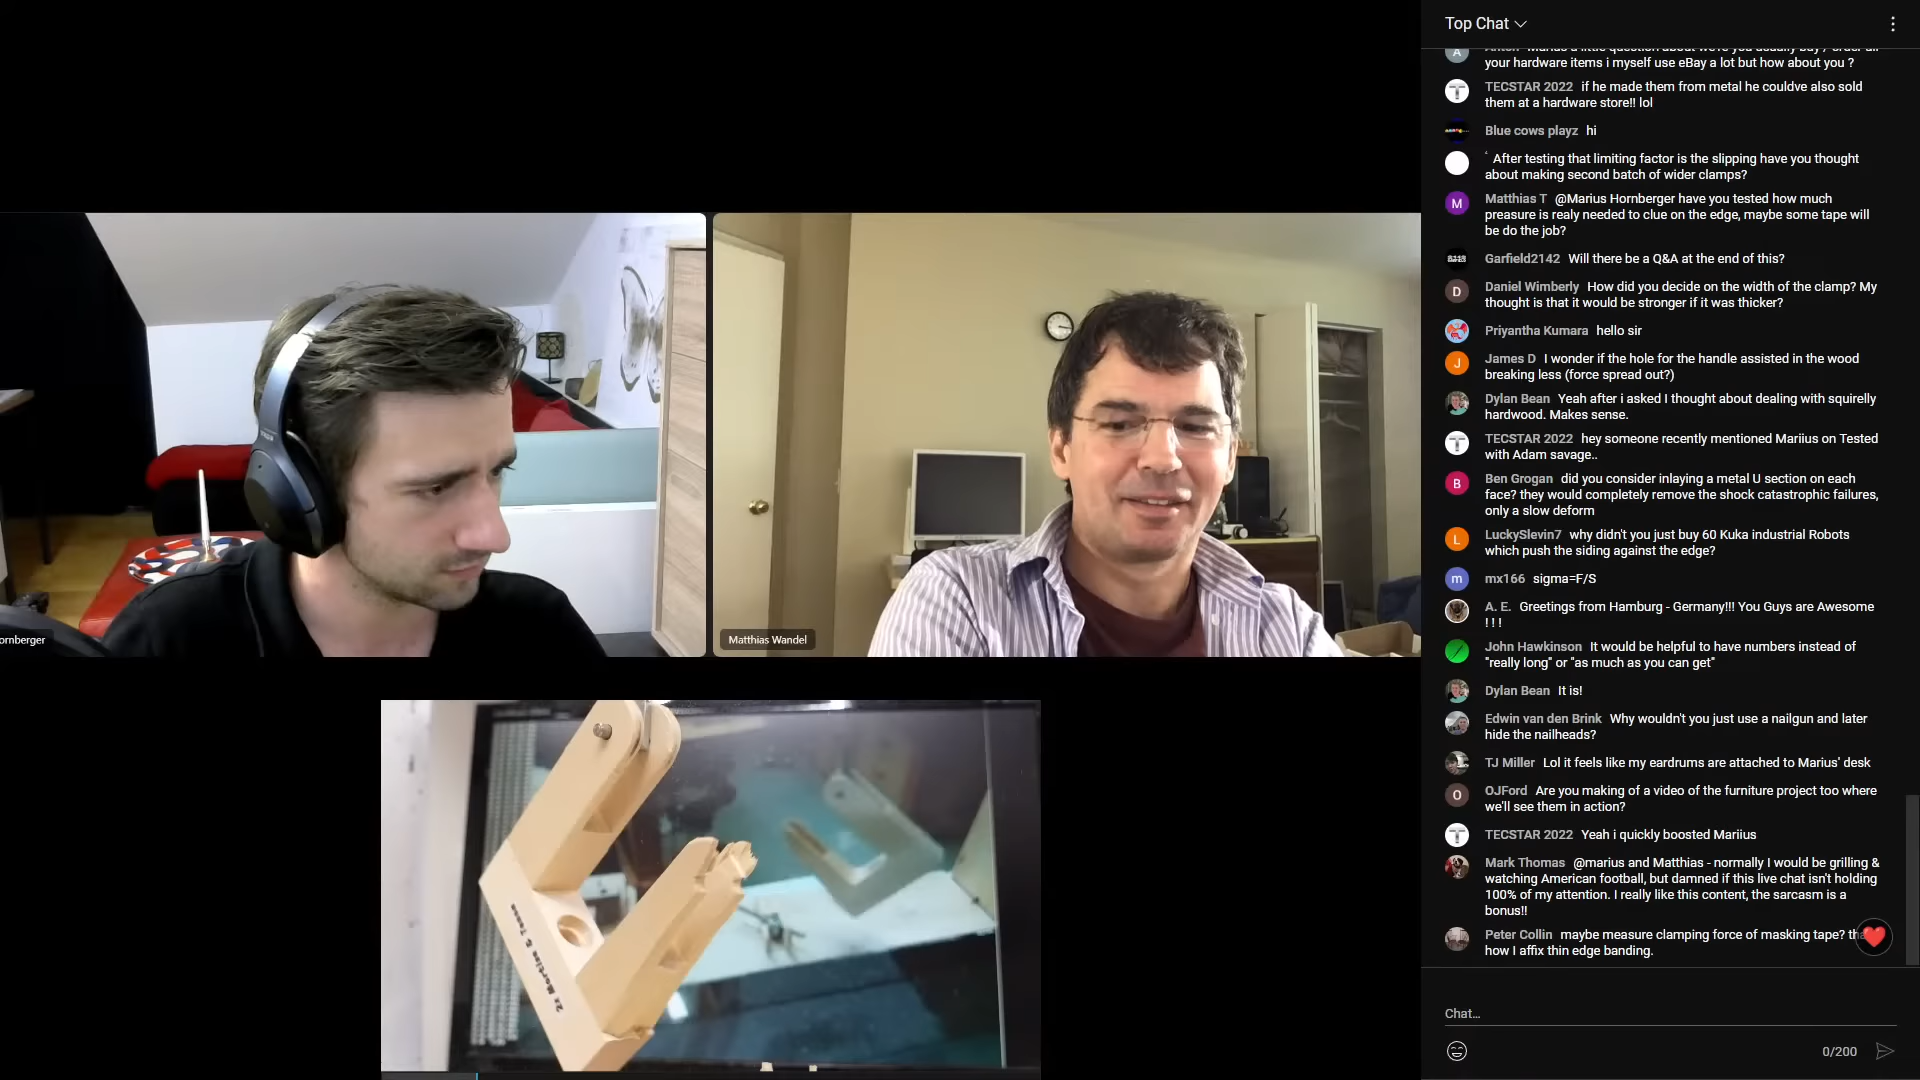 ornberger
Matthias Wandel
2x Mortise & Tenon
Top Chat
your hardware items i myself use eBay a lot but how about you ?
TECSTAR 2022 if he made them from metal he couldve also sold
them at a hardware store!! lol
Blue cows playz hi
After testing that limiting factor is the slipping have you thought
about making second batch of wider clamps?
M
Matthias T @Marius Hornberger have you tested how much
preasure is realy needed to clue on the edge, maybe some tape will
be do the job?
Garfield2142 Will there be a Q&A at the end of this?
D
Daniel Wimberly How did you decide on the width of the clamp? My
thought is that it would be stronger if it was thicker?
Priyantha Kumara hello sir
J
James D I wonder if the hole for the handle assisted in the wood
breaking less (force spread out?)
Dylan Bean Yeah after i asked I thought about dealing with squirelly
hardwood. Makes sense.
TECSTAR 2022 hey someone recently mentioned Mariius on Tested
with Adam savage..
B
Ben Grogan did you consider inlaying a metal U section on each
face? they would completely remove the shock catastrophic failures,
only a slow deform
L
LuckySlevin7 why didn't you just buy 60 Kuka industrial Robots
which push the siding against the edge?
m
mx166 sigma=F/S
A. E. Greetings from Hamburg - Germany!!! You Guys are Awesome
! ! !
John Hawkinson It would be helpful to have numbers instead of
"really long" or "as much as you can get"
Dylan Bean It is!
Edwin van den Brink Why wouldn't you just use a nailgun and later
hide the nailheads?
TJ Miller Lol it feels like my eardrums are attached to Marius' desk
O
OJFord Are you making of a video of the furniture project too where
we'll see them in action?
TECSTAR 2022 Yeah i quickly boosted Mariius
Mark Thomas @marius and Matthias - normally I would be grilling &
watching American football, but damned if this live chat isn't holding
100% of my attention. I really like this content, the sarcasm is a
bonus!!
Peter Collin maybe measure clamping force of masking tape?
how I affix thin edge banding.
Chat...
0/200